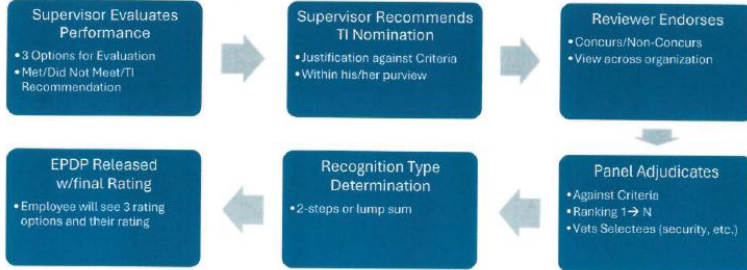 Supervisor Evaluates
Performance
• 3 Options for Evaluation
• Met/Did Not Meet/TI
Recommendation
Supervisor Recommends
TI Nomination
• Justification against Criteria
• Within his/her purview
Reviewer Endorses
• Concurs/Non-Concurs
• View across organization
Panel Adjudicates
• Against Criteria
• Ranking 1→ N
• Vets Selectees (security, etc.)
Recognition Type
Determination
• 2-steps or lump sum
EPDP Released
w/final Rating
• Employee will see 3 rating
options and their rating